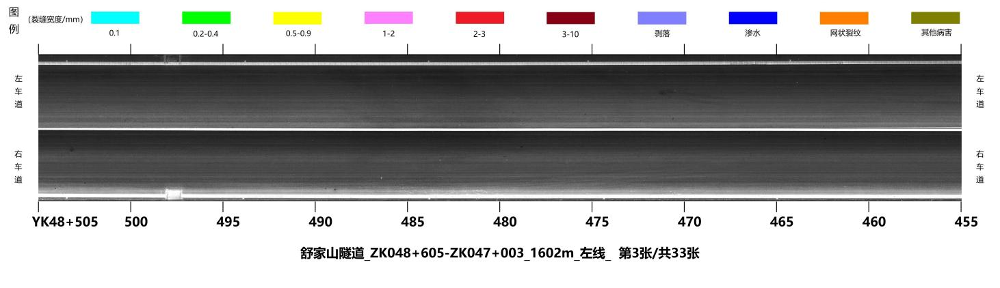 图例
(裂缝宽度/mm)
0.1
0.2-0.4
0.5-0.9
1-2
2-3
3-10
剥落
渗水
网状裂纹
其他病害
左车道
左车道
右车道
右车道
YK48+505 500 495 490 485 480 475 470 465 460 455
舒家山隧道_ZK048+605-ZK047+003_1602m_左线_ 第3张/共33张